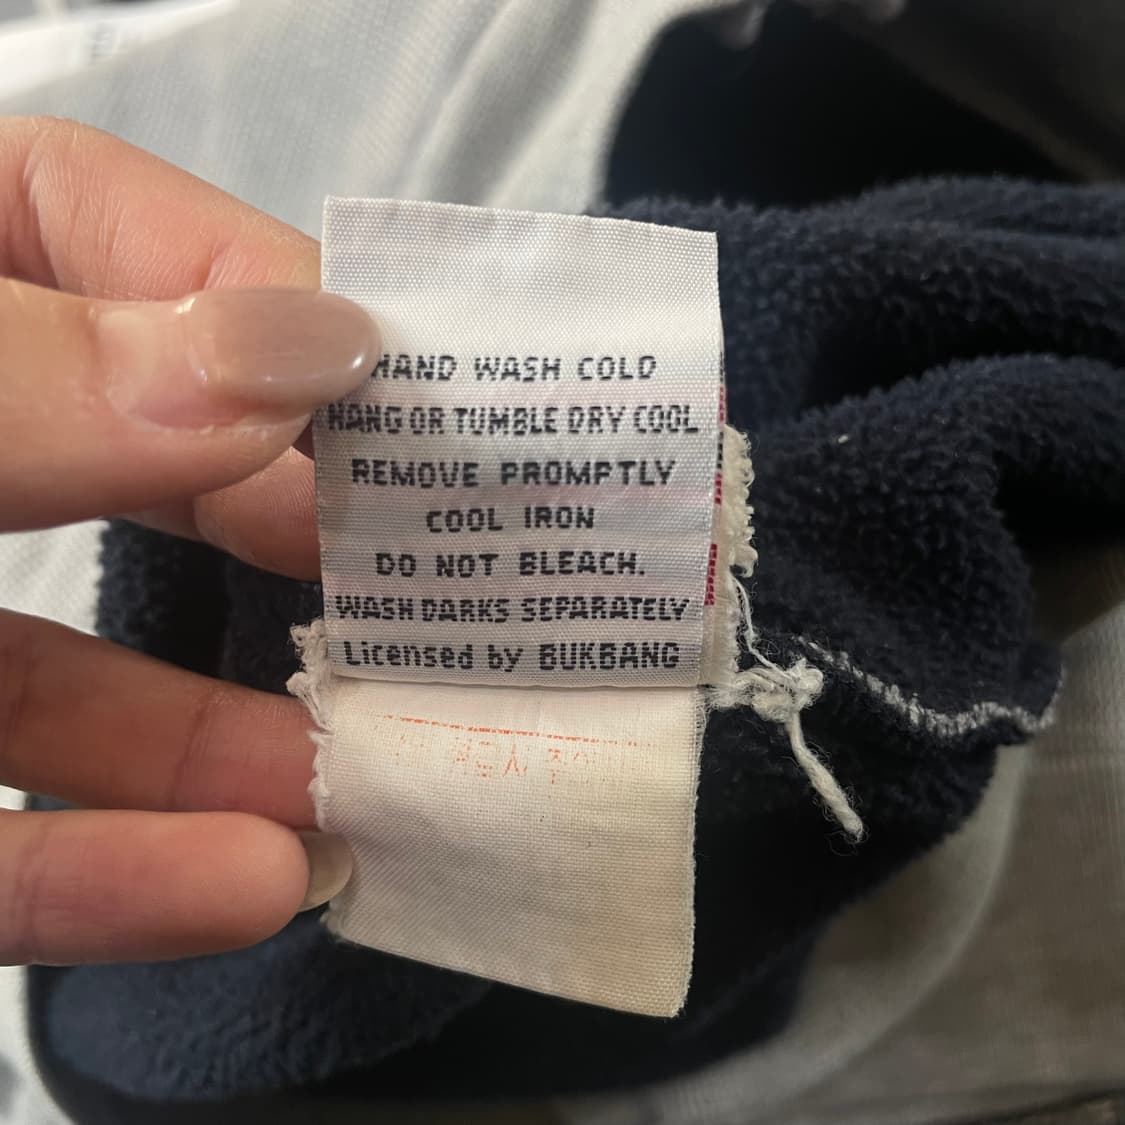 HAND WASH COLD
HANG OR TUMBLE DRY COOL
REMOVE PROMPTLY
COOL IRON
DO NOT BLEACH.
WASH DARKS SEPARATELY
Licensed by BUKBANG